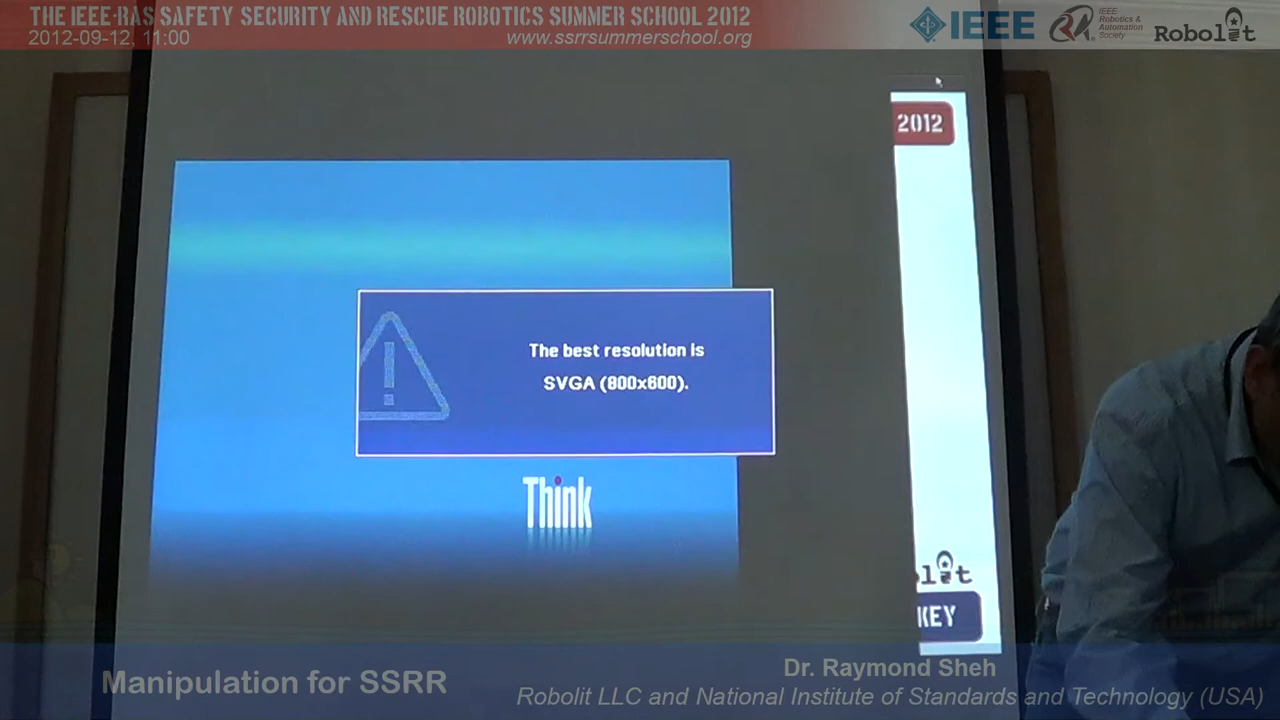 THE IEEE-RAS SAFETY SECURITY AND RESCUE ROBOTICS SUMMER SCHOOL 2012
2012-09-12, 11:00
www.ssrrsummerschool.org
IEEE
IEEE
Robotics &
Automation
Society
Robolit
2012
The best resolution is
SVGA (800x600).
Think
olit
KEY
Manipulation for SSRR
Dr. Raymond Sheh
Robolit LLC and National Institute of Standards and Technology (USA)